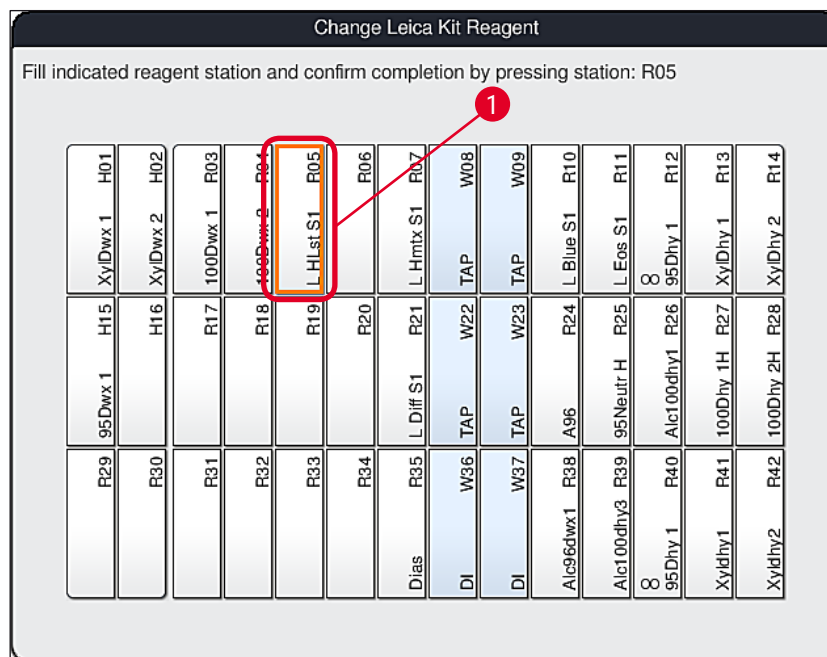 Change Leica Kit Reagent
Fill indicated reagent station and confirm completion by pressing station: R05
1
XylDwx 1 H01
XylDwx 2 H02
100Dwx 1 R03
100Dwx 2 R04
L HLst S1 R05
R06
L Hmtx S1 R07
TAP W08
TAP W09
L Blue S1 R10
L Eos S1 R11
∞ 95Dhy 1 R12
XylDhy 1 R13
XylDhy 2 R14
95Dwx 1 H15
H16
R17
R18
R19
R20
L Diff S1 R21
TAP W22
TAP W23
A96 R24
95Neutr H R25
Alc100dhy1 R26
100Dhy 1H R27
100Dhy 2H R28
R29
R30
R31
R32
R33
R34
Dias R35
DI W36
DI W37
Alc96dwx1 R38
Alc100dhy3 R39
∞ 95Dhy 1 R40
Xyldhy1 R41
Xyldhy2 R42